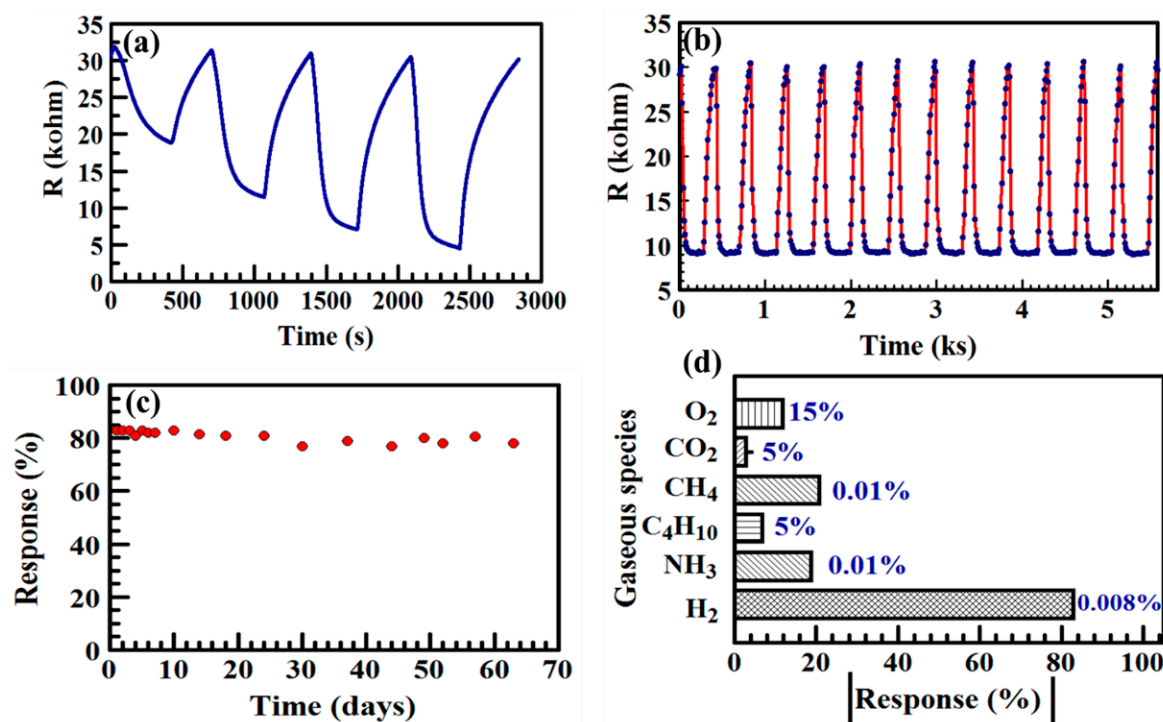 (a)
R (kohm)
35
30
25
20
15
10
5
0
0 500 1000 1500 2000 2500 3000
Time (s)
(b)
R (kohm)
35
30
25
20
15
10
5
0 1 2 3 4 5
Time (ks)
(c)
Response (%)
100
80
60
40
20
0
0 10 20 30 40 50 60 70
Time (days)
(d)
Gaseous species
O₂ 15%
CO₂ 5%
CH₄ 0.01%
C₄H₁₀ 5%
NH₃ 0.01%
H₂ 0.008%
0 20 40 60 80 100
|Response (%)|